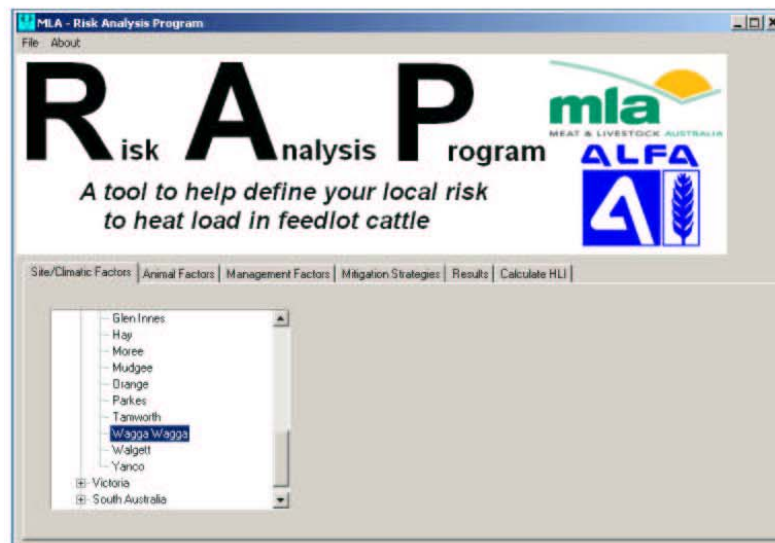 MLA - Risk Analysis Program
File About
Risk Analysis Program
A tool to help define your local risk
to heat load in feedlot cattle
mla
MEAT & LIVESTOCK AUSTRALIA
ALFA
Site/Climatic Factors Animal Factors Management Factors Mitigation Strategies Results Calculate HLI
Glen Innes
Hay
Moree
Mudgee
Orange
Parkes
Tamworth
Wagga Wagga
Walgett
Yanco
Victoria
South Australia